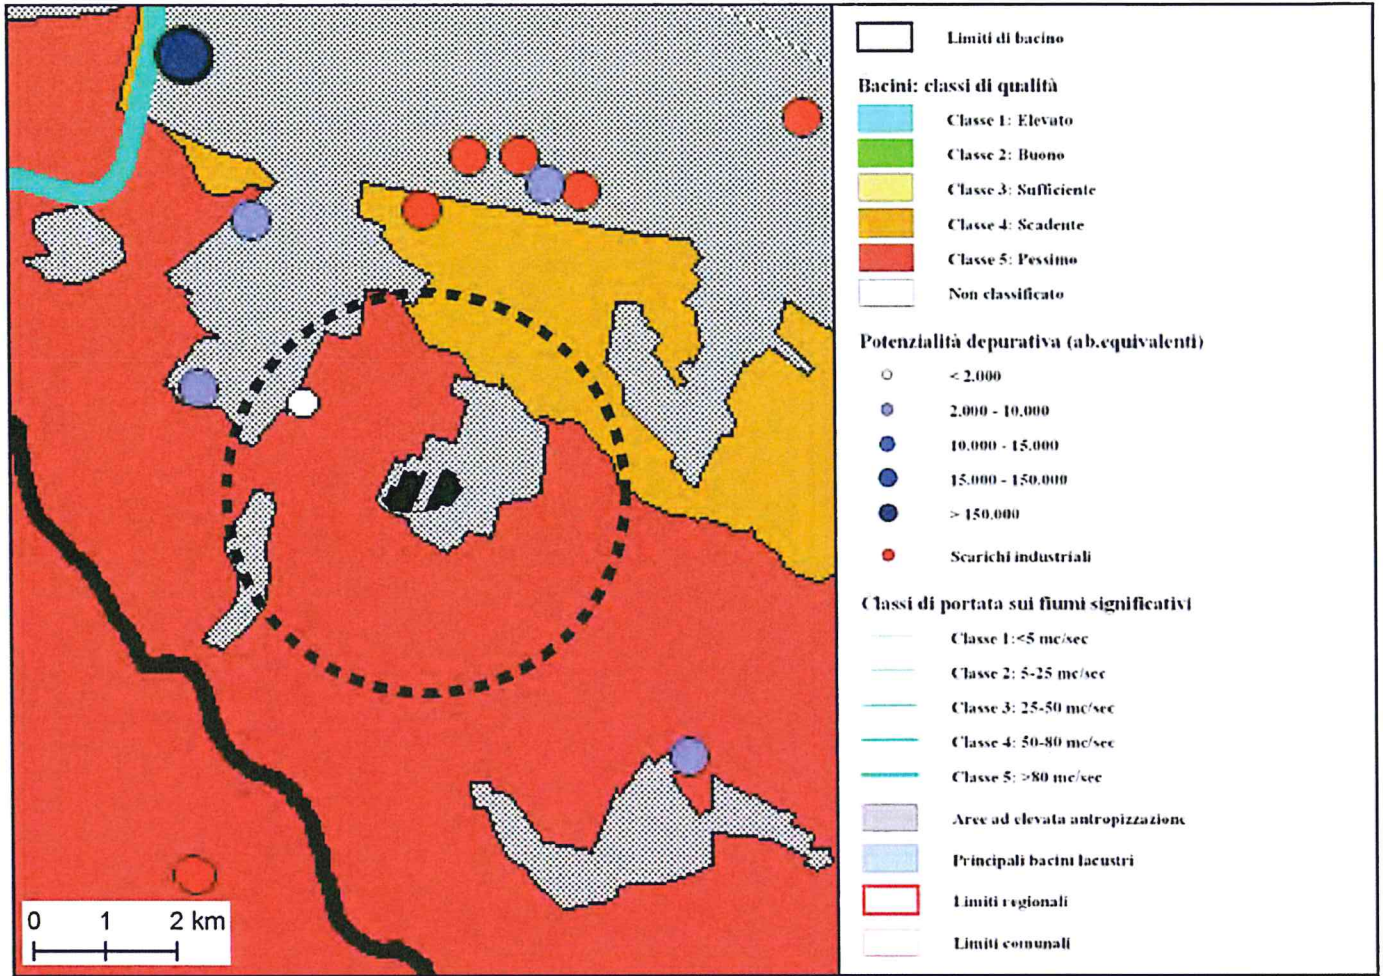 Limiti di bacino
Bacini: classi di qualità
Classe 1: Elevato
Classe 2: Buono
Classe 3: Sufficiente
Classe 4: Scadente
Classe 5: Pessimo
Non classificato
Potenzialità depurativa (ab.equivalenti)
< 2.000
2.000 - 10.000
10.000 - 15.000
15.000 - 150.000
> 150.000
Scarichi industriali
Classi di portata sui fiumi significativi
Classe 1:<5 mc/sec
Classe 2: 5-25 mc/sec
Classe 3: 25-50 mc/sec
Classe 4: 50-80 mc/sec
Classe 5: >80 mc/sec
Aree ad elevata antropizzazione
Principali bacini lacustri
Limiti regionali
Limiti comunali
0 1 2 km